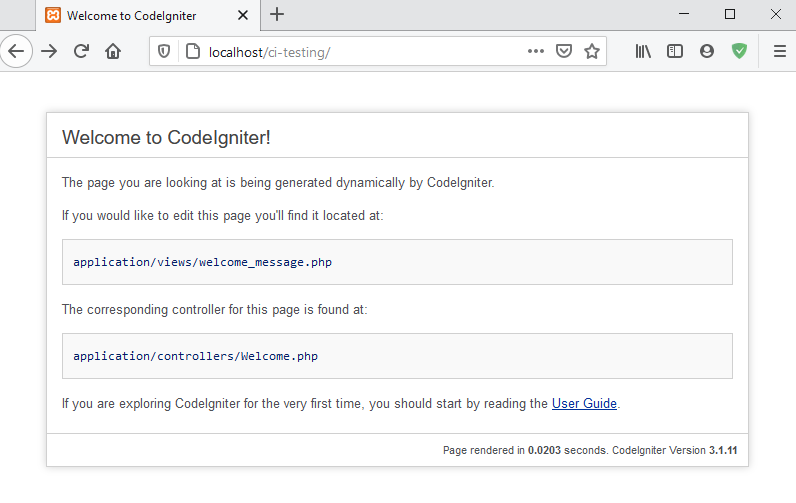 Welcome to CodeIgniter
localhost/ci-testing/
Welcome to CodeIgniter!
The page you are looking at is being generated dynamically by CodeIgniter.
If you would like to edit this page you'll find it located at:
application/views/welcome_message.php
The corresponding controller for this page is found at:
application/controllers/Welcome.php
If you are exploring CodeIgniter for the very first time, you should start by reading the User Guide.
Page rendered in 0.0203 seconds. CodeIgniter Version 3.1.11